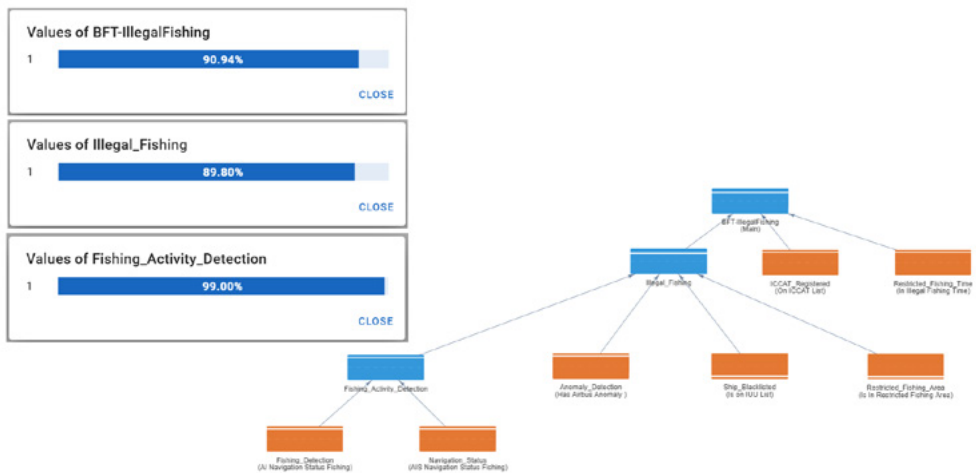 Values of BFT-IllegalFishing
1 90.94%
CLOSE
Values of Illegal_Fishing
1 89.80%
CLOSE
Values of Fishing_Activity_Detection
1 99.00%
CLOSE
BFT-IllegalFishing
(Main)
Illegal_Fishing
ICCAT_Registered
(On ICCAT List)
Restricted_Fishing_Time
(In Illegal Fishing Time)
Fishing_Activity_Detection
Anomaly_Detection
(Has Airbus Anomaly )
Ship_Blacklisted
(Is on IUU List)
Restricted_Fishing_Area
(Is In Restricted Fishing Area)
Fishing_Detection
(AI Navigation Status Fishing)
Navigation_Status
(AIS Navigation Status Fishing)